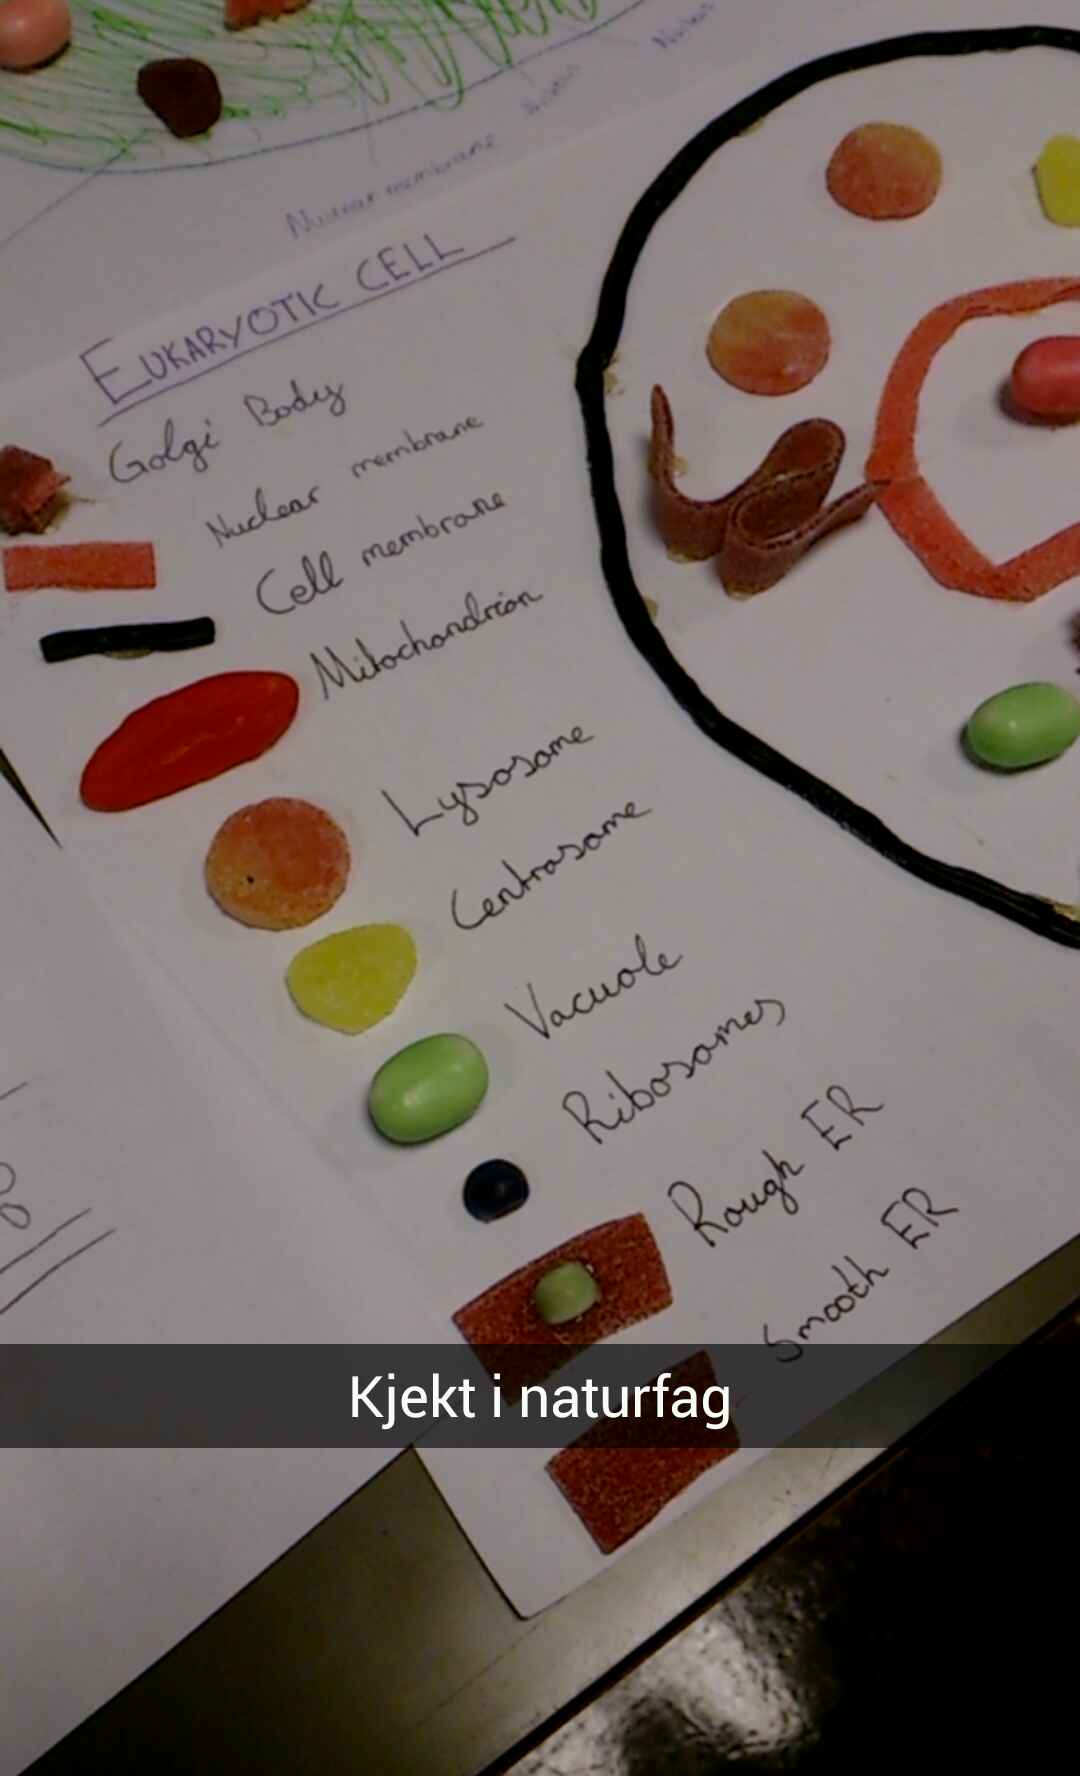 Nucleus
Nuclear membrane
EUKARYOTIC CELL
Golgi Body
Nuclear membrane
Cell membrane
Mitochondrion
Lysosome
Centrosome
Vacuole
Ribosomes
Rough ER
Smooth ER
Kjekt i naturfag